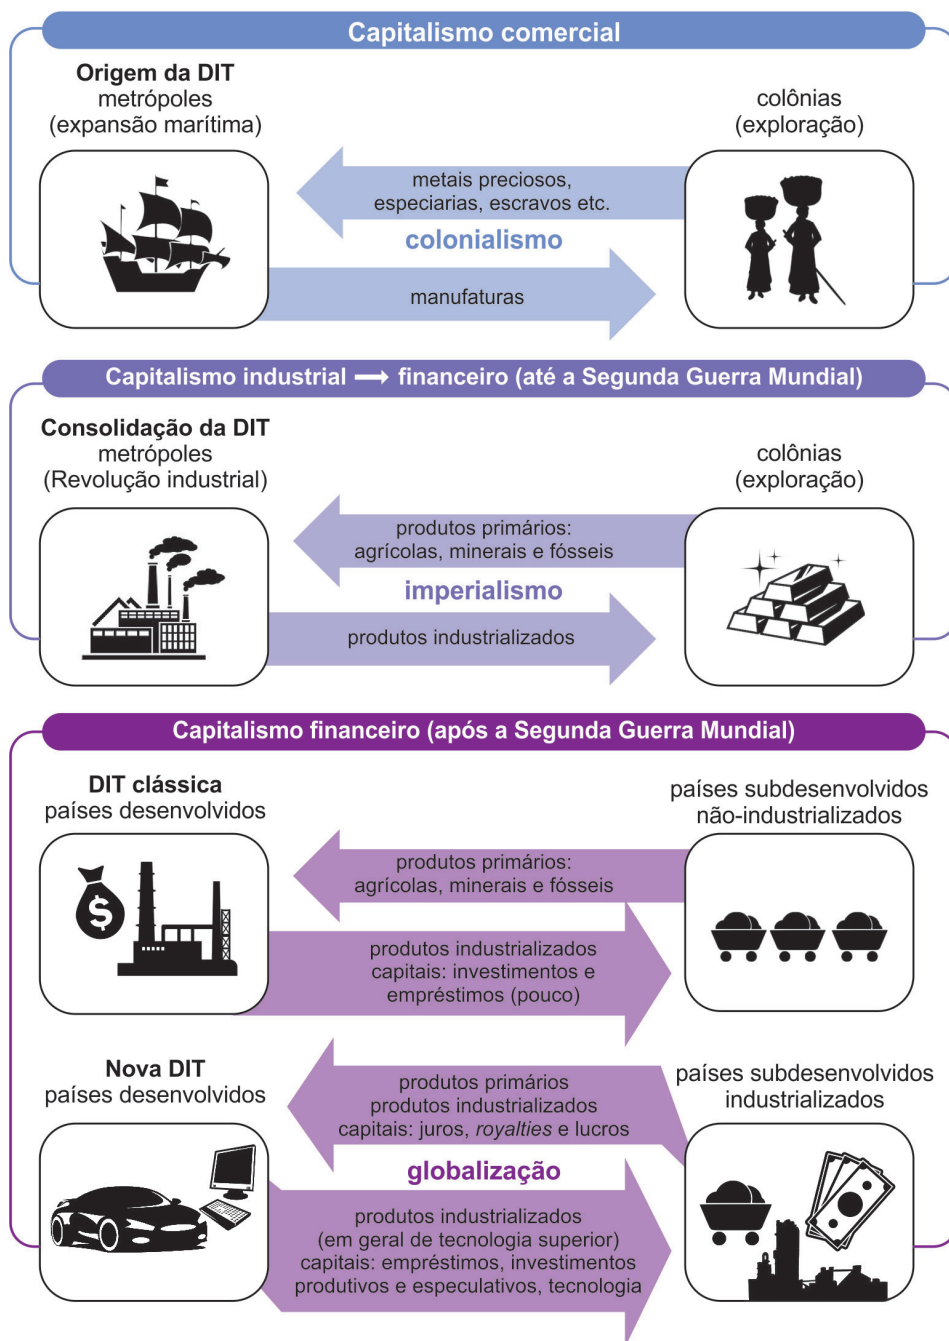 Capitalismo comercial
Origem da DIT
metrópoles
(expansão marítima)
colônias
(exploração)
metais preciosos,
especiarias, escravos etc.
colonialismo
manufaturas
Capitalismo industrial → financeiro (até a Segunda Guerra Mundial)
Consolidação da DIT
metrópoles
(Revolução industrial)
colônias
(exploração)
produtos primários:
agrícolas, minerais e fósseis
imperialismo
produtos industrializados
Capitalismo financeiro (após a Segunda Guerra Mundial)
DIT clássica
países desenvolvidos
países subdesenvolvidos
não-industrializados
produtos primários:
agrícolas, minerais e fósseis
$
produtos industrializados
capitais: investimentos e
empréstimos (pouco)
Nova DIT
países desenvolvidos
países subdesenvolvidos
industrializados
produtos primários
produtos industrializados
capitais: juros, royalties e lucros
globalização
produtos industrializados
(em geral de tecnologia superior)
capitais: empréstimos, investimentos
produtivos e especulativos, tecnologia